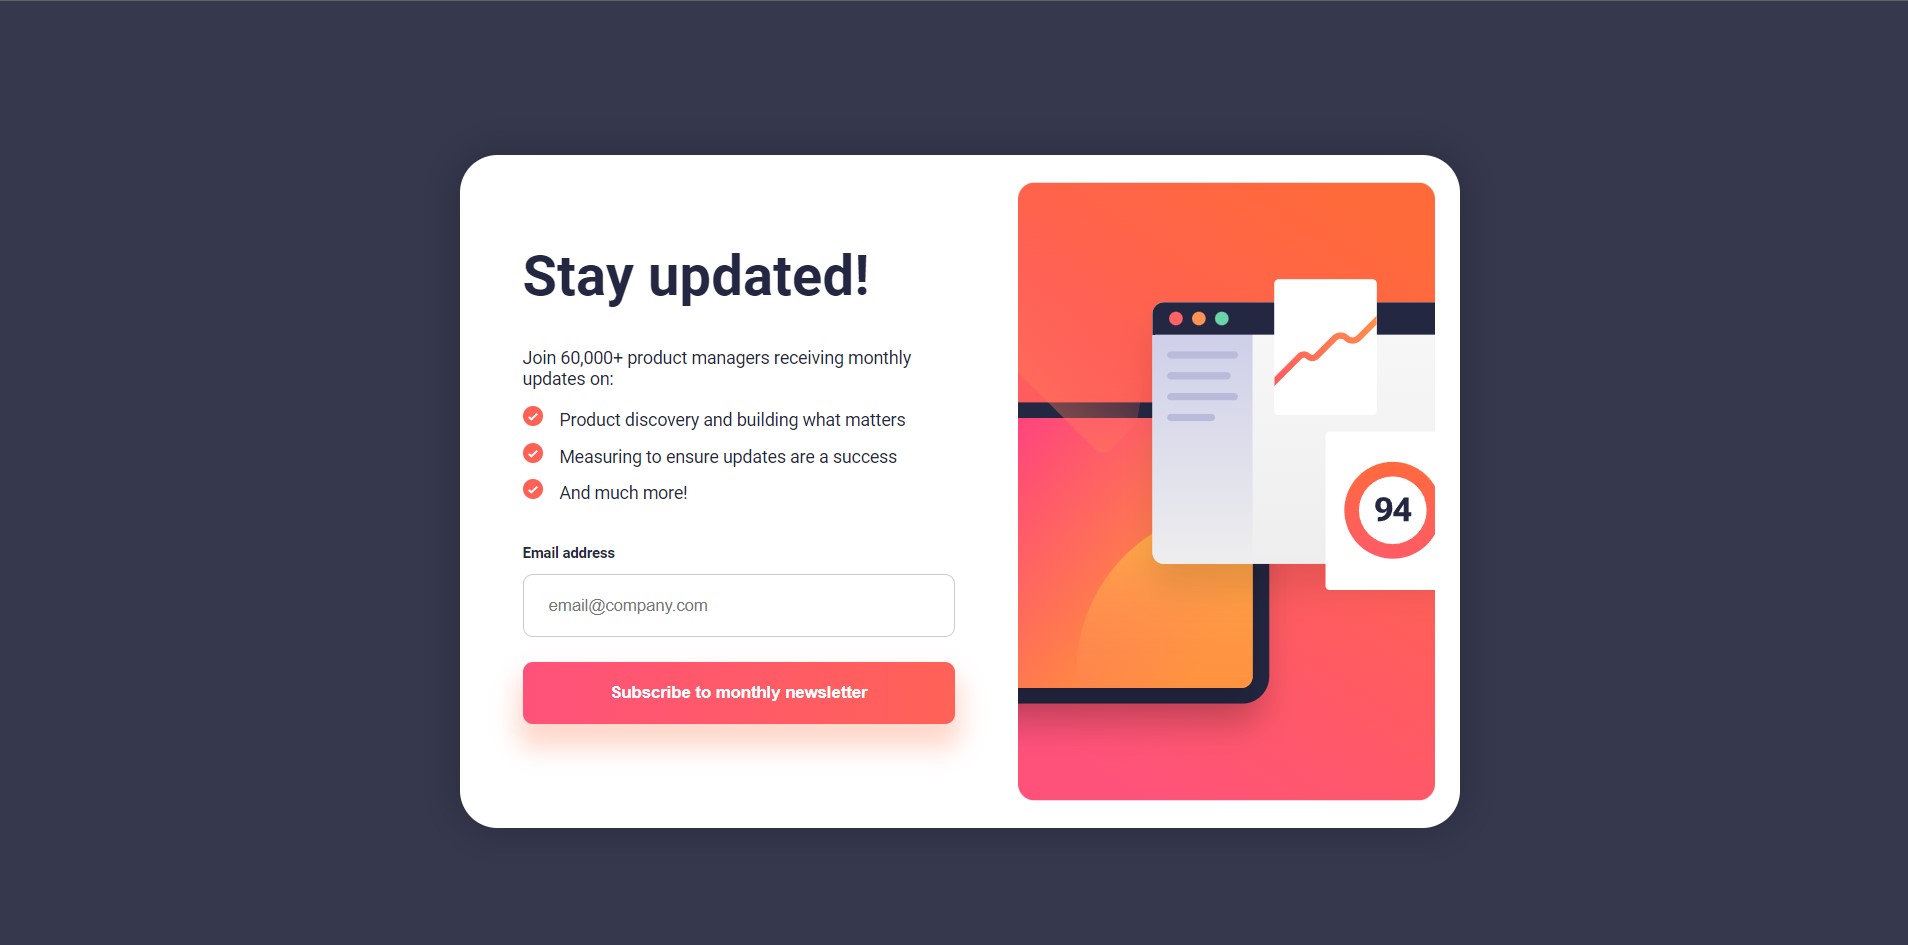 Stay updated!
Join 60,000+ product managers receiving monthly
updates on:
Product discovery and building what matters
Measuring to ensure updates are a success
And much more!
Email address
email@company.com
Subscribe to monthly newsletter
94